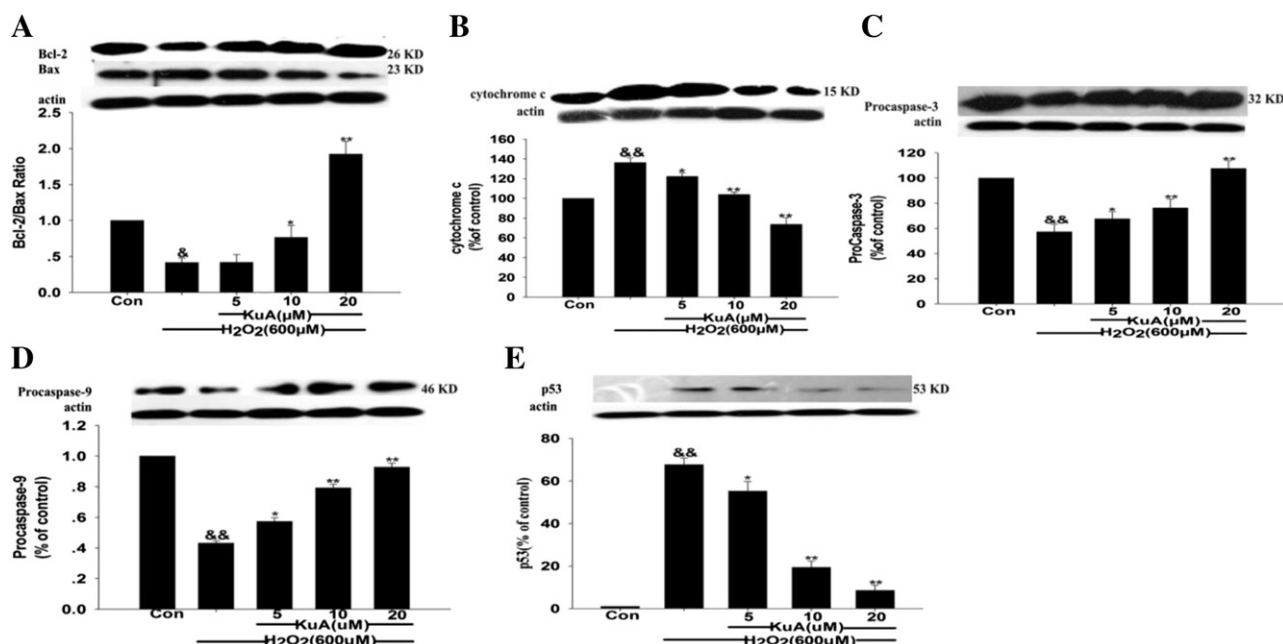 A
Bcl-2
26 KD
Bax
23 KD
actin
2.5
2.0
1.5
1.0
.5
0.0
Bcl-2/Bax Ratio
&
*
**
Con
5
10
20
KuA(μM)
H2O2(600μM)
B
cytochrome c
15 KD
actin
160
140
120
100
80
60
40
20
0
cytochrome c
(%of control)
&&
*
**
**
Con
5
10
20
KuA(μM)
H2O2(600μM)
C
Procaspase-3
32 KD
actin
120
100
80
60
40
20
0
ProCaspase-3
(%of control)
&&
*
**
**
Con
5
10
20
KuA(μM)
H2O2(600μM)
D
Procaspase-9
46 KD
actin
1.2
1.0
.8
.6
.4
.2
0.0
Procaspase-9
(% of control)
&&
*
**
**
Con
5
10
20
KuA(uM)
H2O2(600μM)
E
p53
53 KD
actin
80
60
40
20
0
p53(% of control)
&&
*
**
**
Con
5
10
20
KuA(uM)
H2O2(600μM)